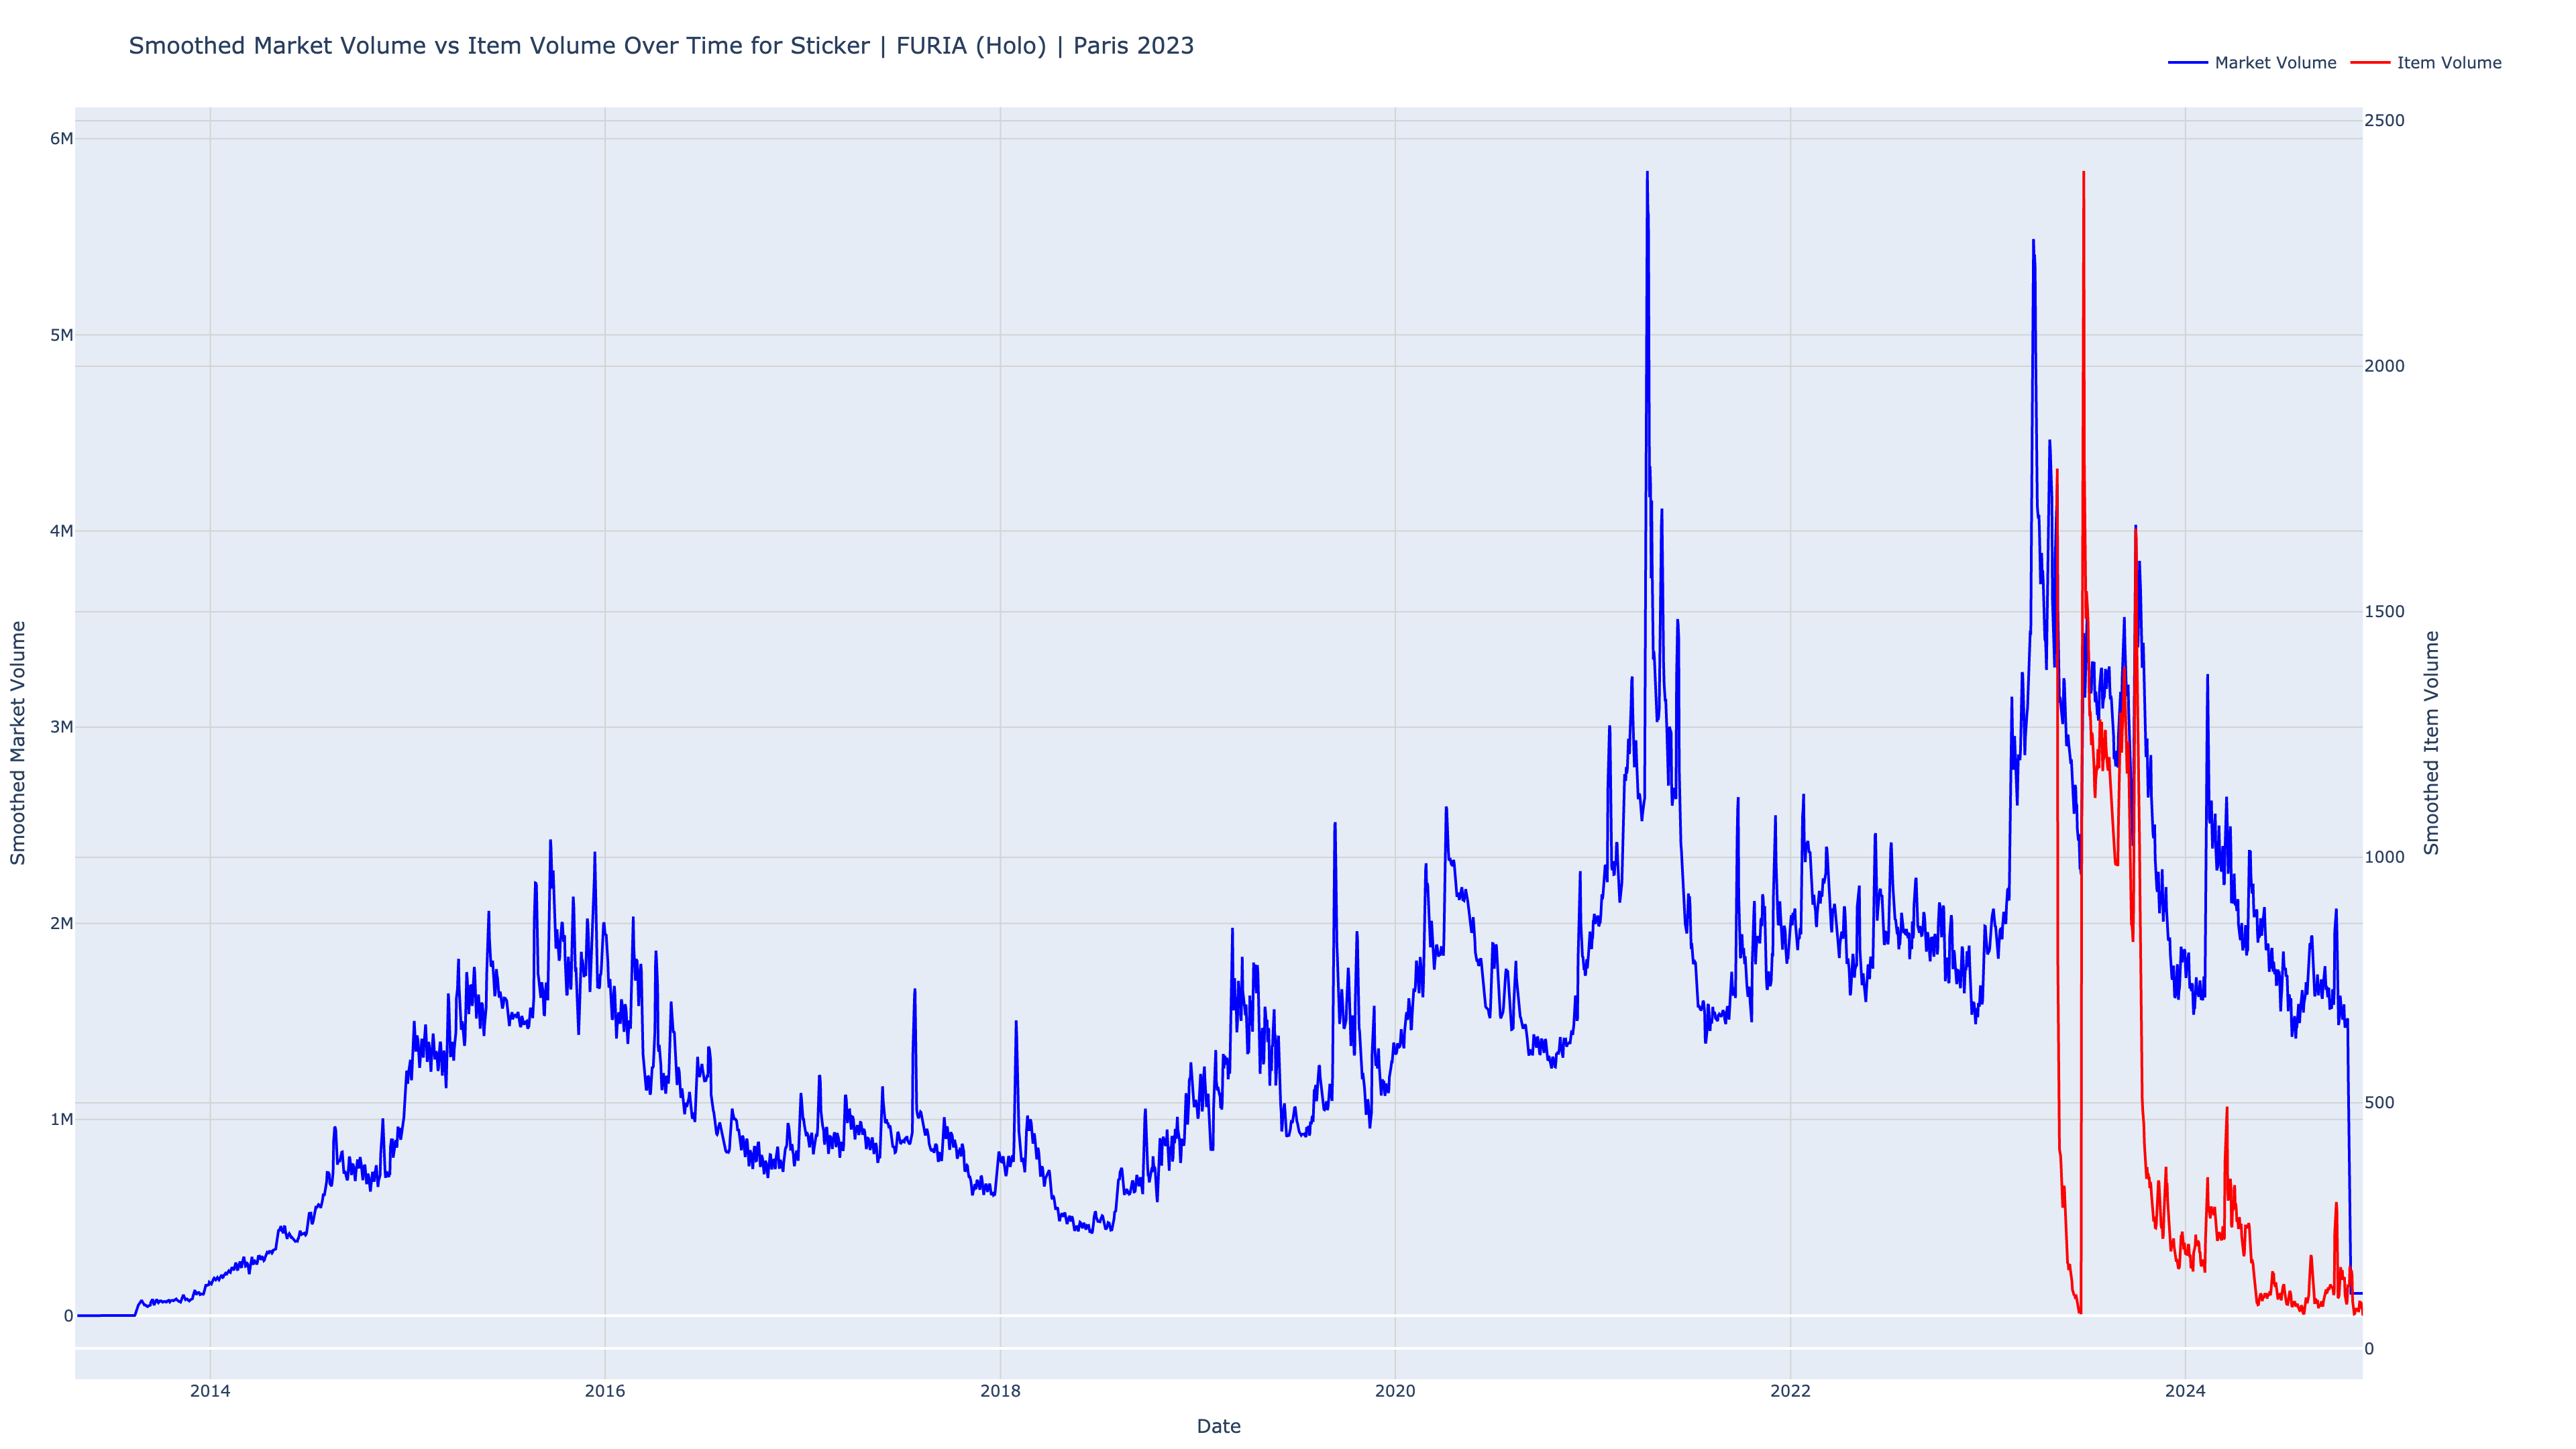 Smoothed Market Volume vs Item Volume Over Time for Sticker | FURIA (Holo) | Paris 2023
Market Volume
Item Volume
6M
5M
4M
3M
2M
1M
0
Smoothed Market Volume
2500
2000
1500
1000
500
0
Smoothed Item Volume
2014
2016
2018
2020
2022
2024
Date